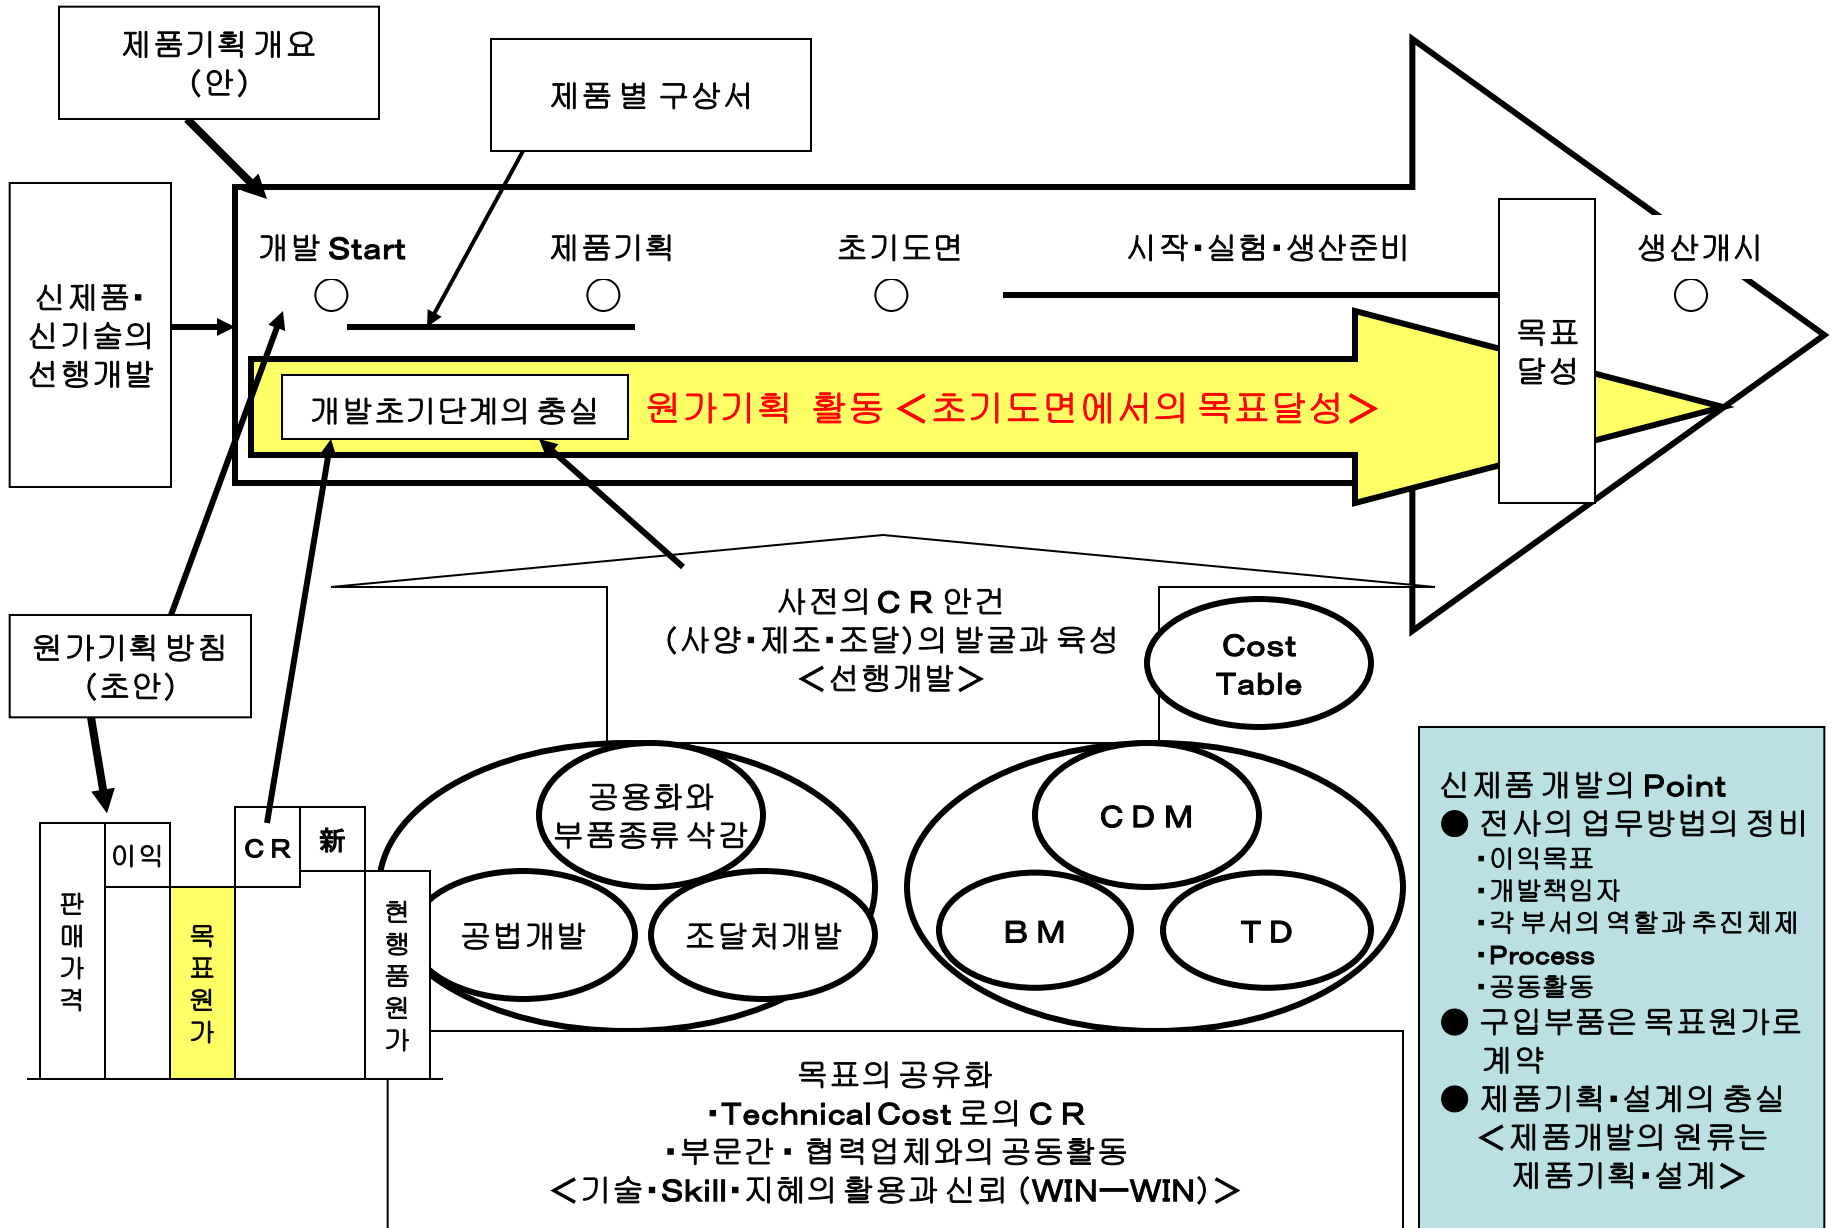 제품기획 개요
(안)
제품 별 구상서
신제품·
신기술의
선행개발
개발 Start
제품기획
초기도면
시작·실험·생산준비
생산개시
목표
달성
개발초기단계의 충실
원가기획 활동 <초기도면에서의 목표달성>
원가기획 방침
(초안)
사전의 C R 안건
(사양·제조·조달)의 발굴과 육성
<선행개발>
Cost
Table
판매가격
이익
목표원가
C R
新
현행품원가
공용화와
부품종류 삭감
공법개발
조달처개발
C D M
B M
T D
목표의 공유화
·Technical Cost 로의 C R
·부문간 · 협력업체와의 공동활동
<기술·Skill·지혜의 활용과 신뢰 (WIN—WIN)>
신제품 개발의 Point
● 전사의 업무방법의 정비
·이익목표
·개발책임자
·각 부서의 역할과 추진체제
·Process
·공동활동
● 구입부품은 목표원가로
계약
● 제품기획·설계의 충실
<제품개발의 원류는
제품기획·설계>